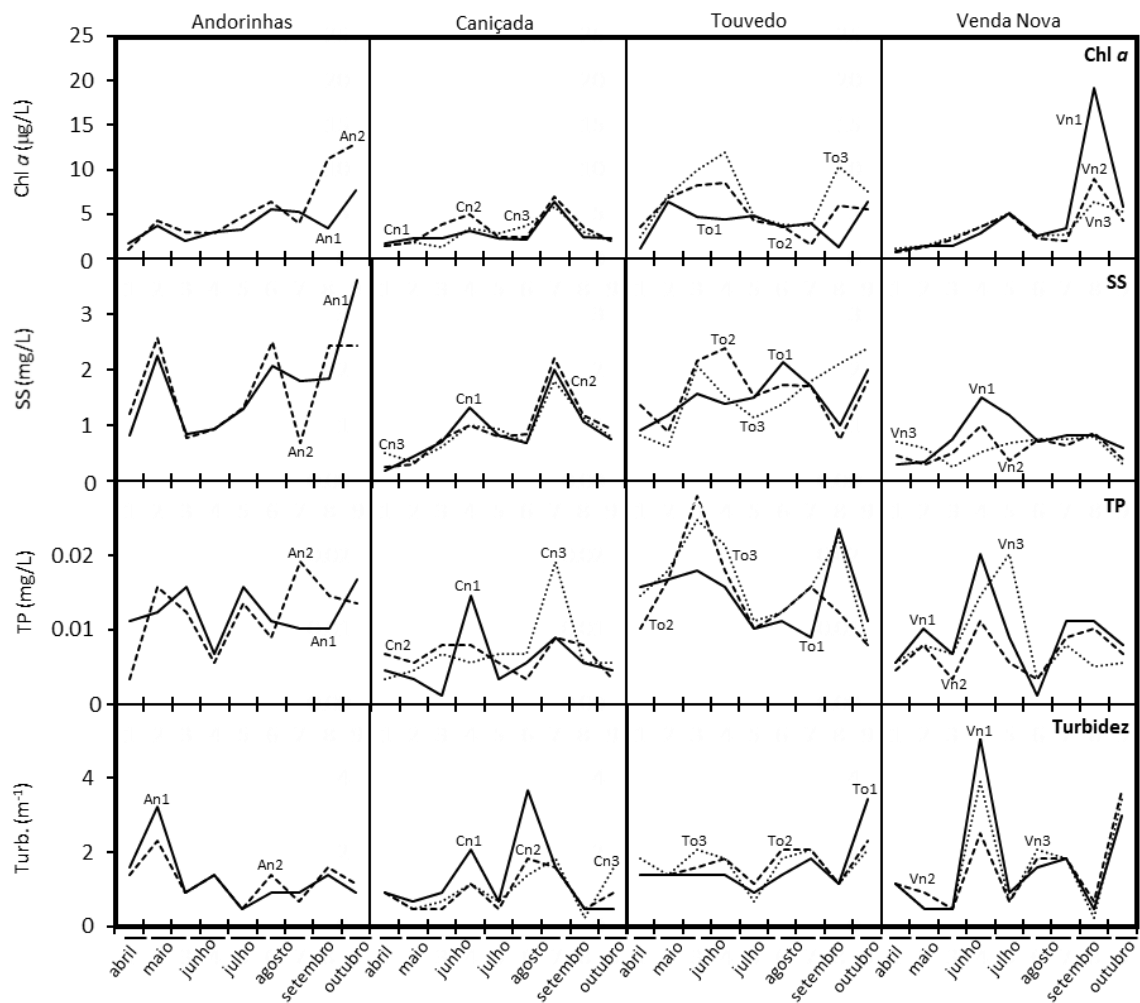 Andorinhas Caniçada Touvedo Venda Nova
Chl a (µg/L)
25
20
15
10
5
0
Chl a
An2
An1
Cn1
Cn2
Cn3
To1
To2
To3
Vn1
Vn2
Vn3
SS (mg/L)
3
2
1
0
SS
An1
An2
Cn3
Cn1
Cn2
To2
To1
To3
Vn3
Vn1
Vn2
TP (mg/L)
0.02
0.01
0
TP
An2
An1
Cn2
Cn1
Cn3
To2
To3
To1
Vn1
Vn2
Vn3
Turb. (m-1)
4
2
0
Turbidez
An1
An2
Cn1
Cn2
Cn3
To3
To2
To1
Vn2
Vn1
Vn3
abril maio junho julho agosto setembro outubro abril maio junho julho agosto setembro outubro abril maio junho julho agosto setembro outubro abril maio junho julho agosto setembro outubro